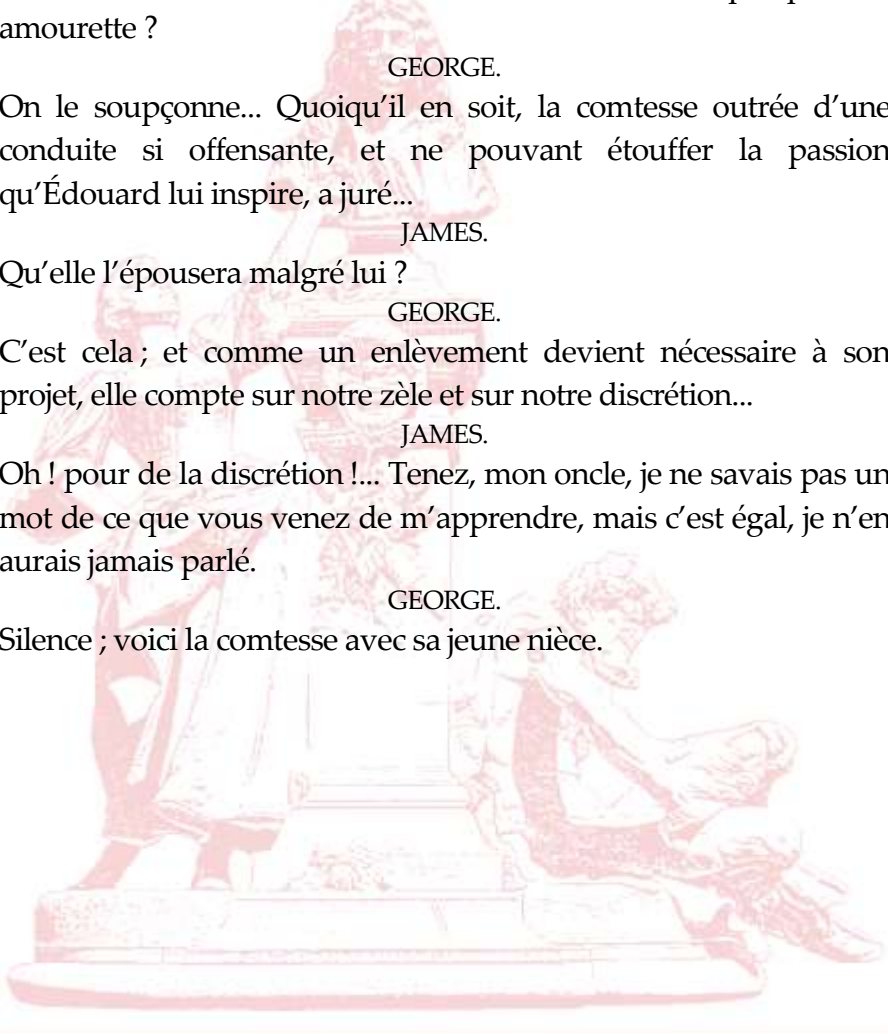 amourette ?
GEORGE.
On le soupçonne... Quoiqu’il en soit, la comtesse outrée d’une
conduite si offensante, et ne pouvant étouffer la passion
qu’Édouard lui inspire, a juré...
JAMES.
Qu’elle l’épousera malgré lui ?
GEORGE.
C’est cela ; et comme un enlèvement devient nécessaire à son
projet, elle compte sur notre zèle et sur notre discrétion...
JAMES.
Oh ! pour de la discrétion !... Tenez, mon oncle, je ne savais pas un
mot de ce que vous venez de m’apprendre, mais c’est égal, je n’en
aurais jamais parlé.
GEORGE.
Silence ; voici la comtesse avec sa jeune nièce.